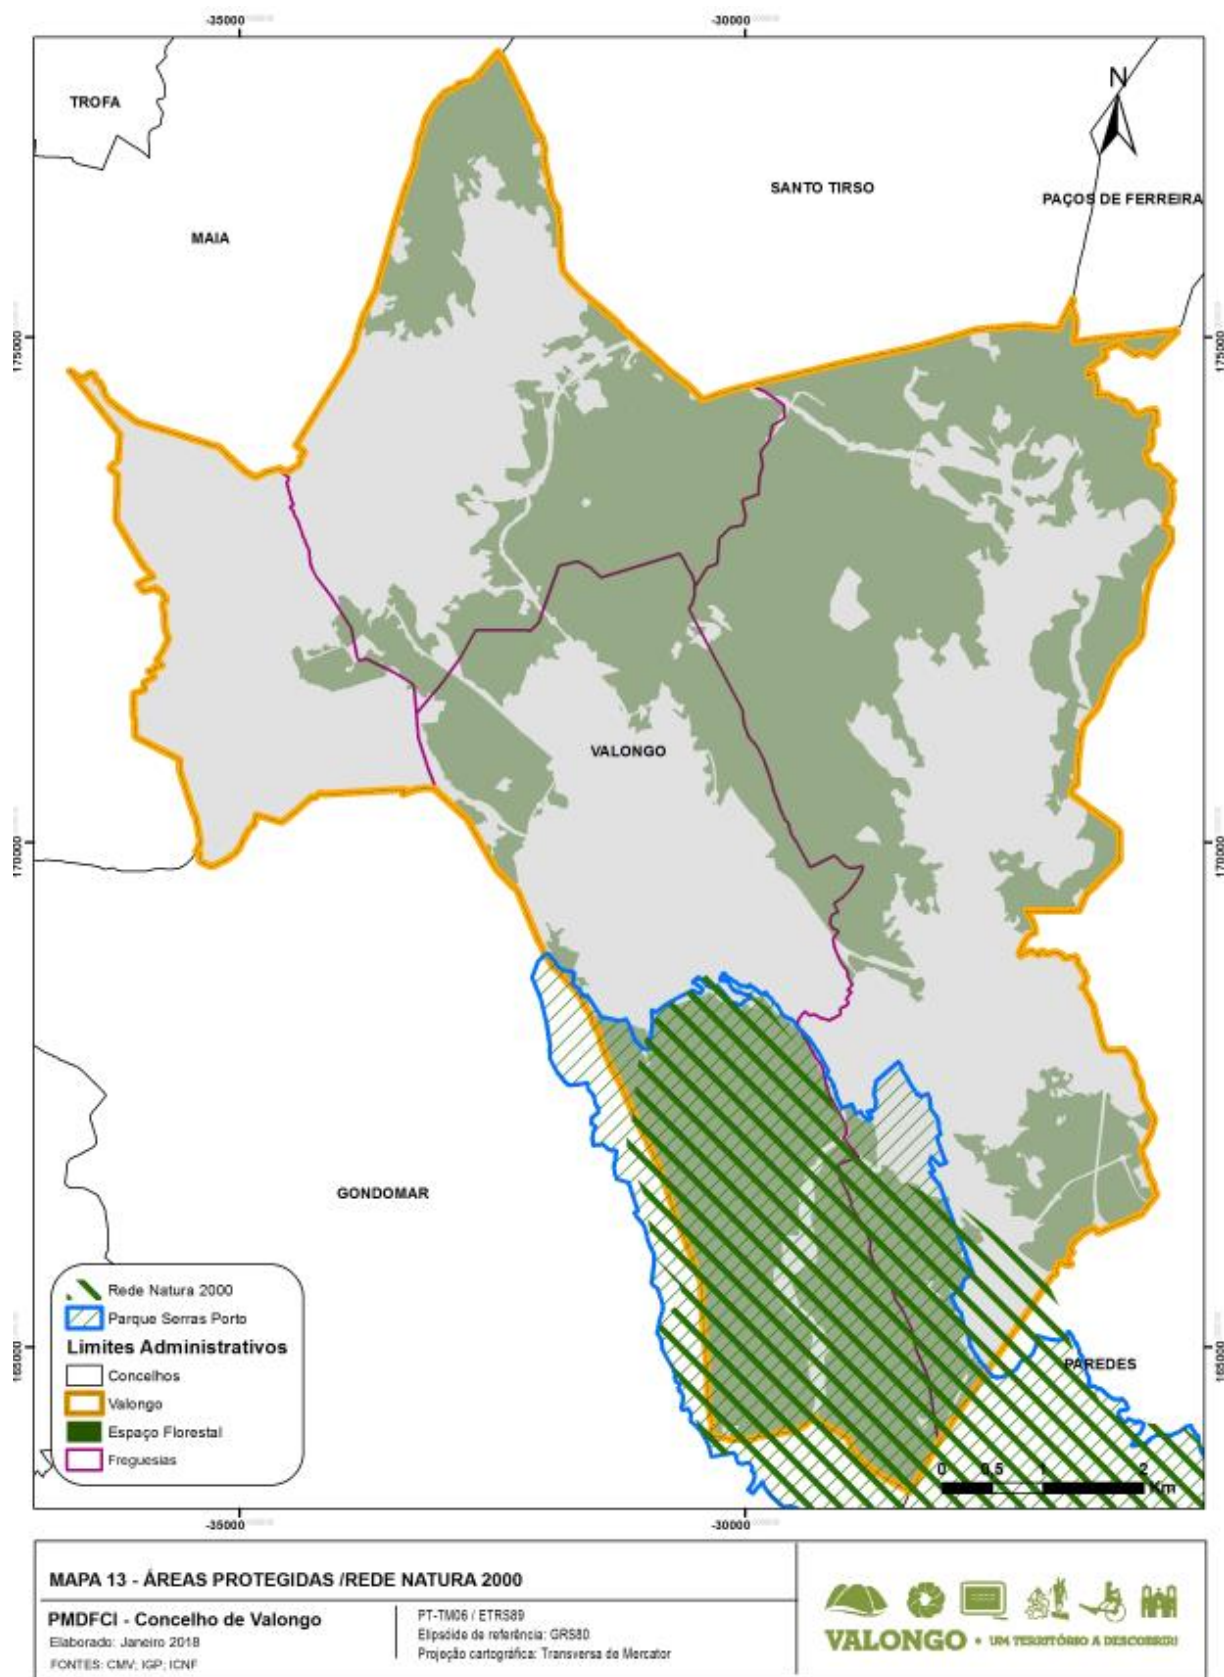 -35000
-30000
N
TROFA
SANTO TIRSO
PAÇOS DE FERREIRA
MAIA
175000
175000
VALONGO
170000
170000
GONDOMAR
Rede Natura 2000
Parque Serras Porto
Limites Administrativos
Concelhos
Valongo
Espaço Florestal
Freguesias
165000
165000
PAREDES
0 0,5 1 2
Km
-35000
-30000
MAPA 13 - ÁREAS PROTEGIDAS /REDE NATURA 2000
PMDFCI - Concelho de Valongo
Elaborado: Janeiro 2018
FONTES: CMV; IGP; ICNF
PT-TM06 / ETRS89
Elipsóide de referência: GRS80
Projeção cartográfica: Transversa de Mercator
VALONGO • UM TERRITÓRIO A DESCOBRIR!